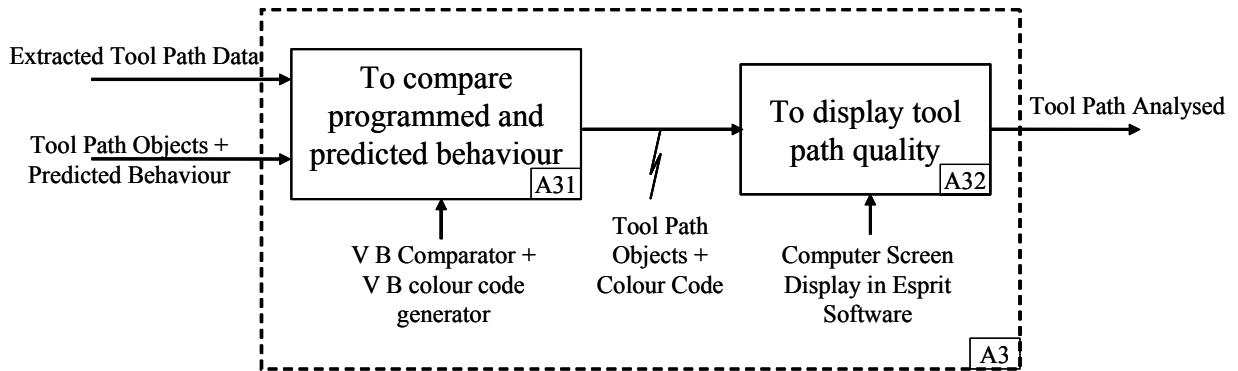 Extracted Tool Path Data
Tool Path Objects +
Predicted Behaviour
To compare
programmed and
predicted behaviour
A31
V B Comparator +
V B colour code
generator
Tool Path
Objects +
Colour Code
To display tool
path quality
A32
Computer Screen
Display in Esprit
Software
Tool Path Analysed
A3